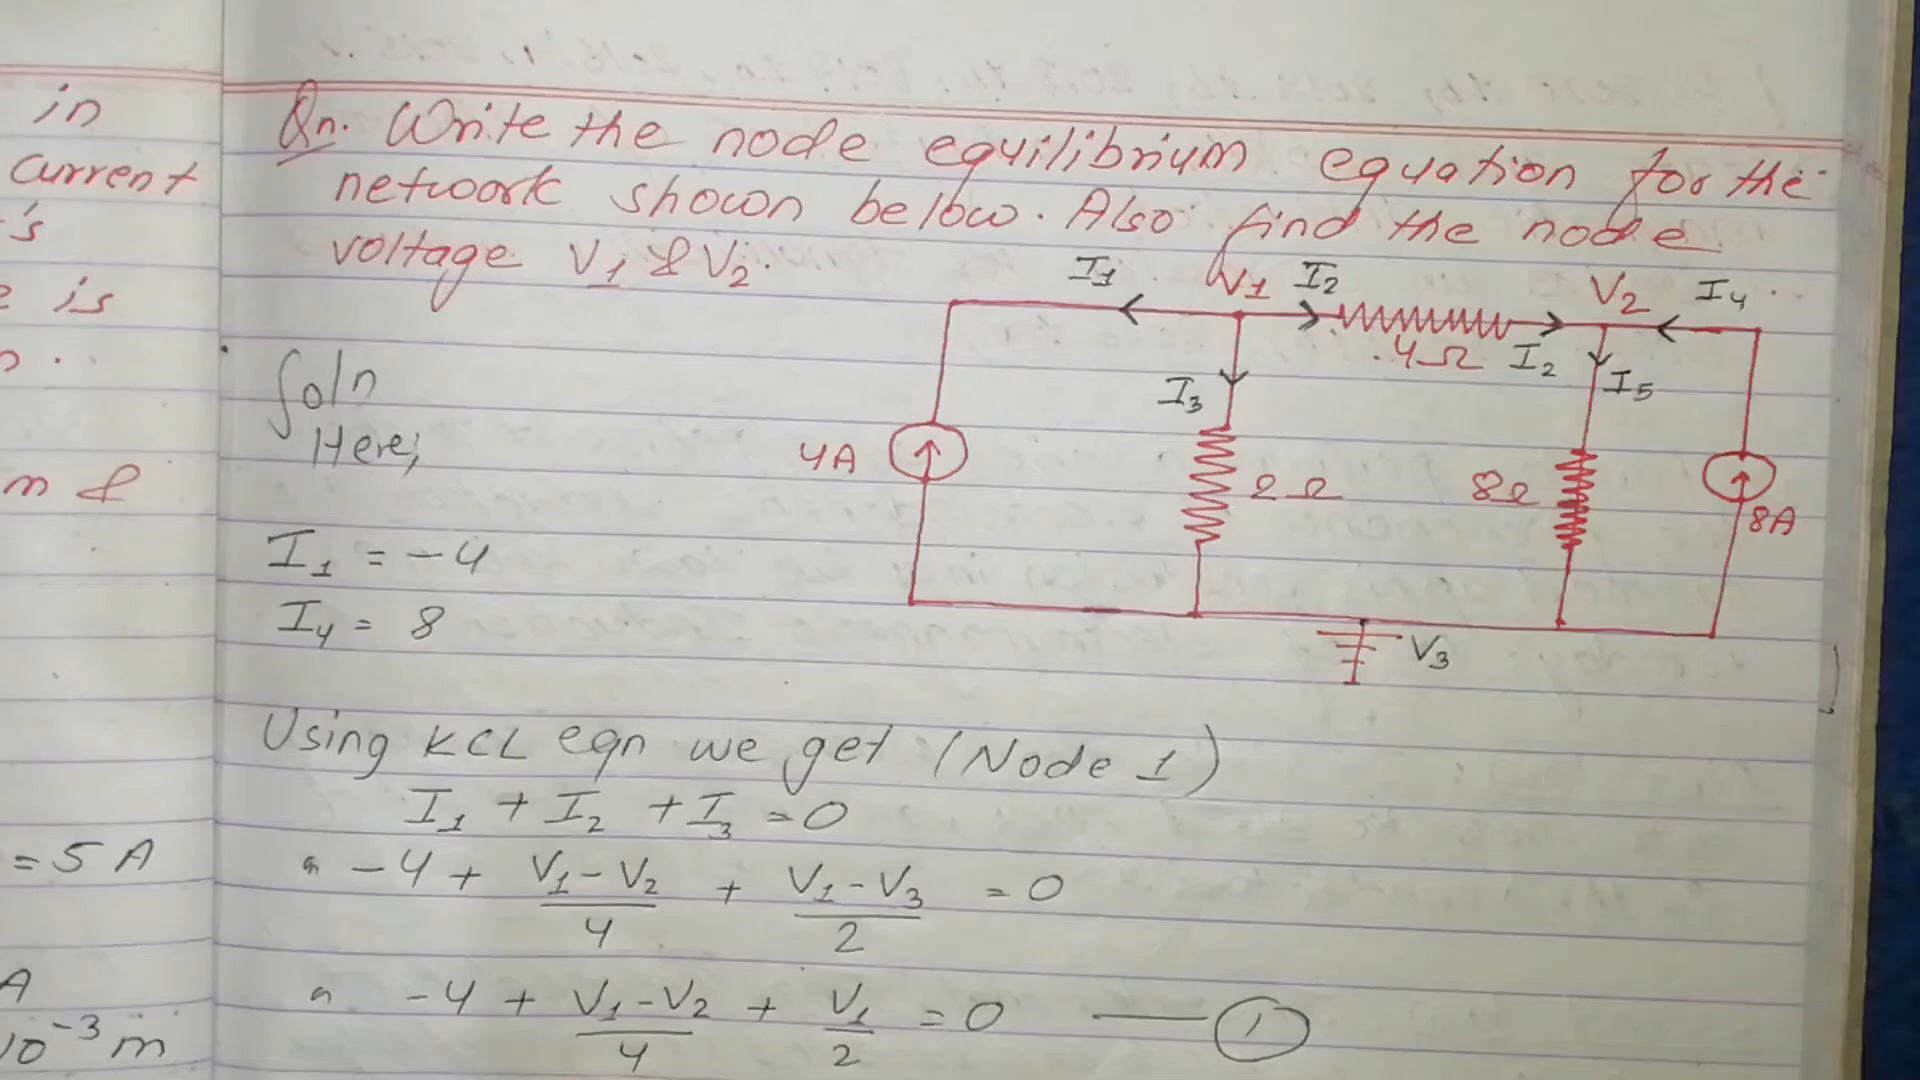 in
current
's
is
m &
= 5 A
A
10⁻³ m
Qn. Write the node equilibrium equation for the
network shown below. Also find the node
voltage V₁ & V₂.
I₁ V₁ I₂ V₂ I₄
4Ω I₂ I₅
I₃
4A 2Ω 8Ω 8A
V₃
Soln
Here,
I₁ = -4
I₄ = 8
Using KCL eqn we get (Node 1)
I₁ + I₂ + I₃ = 0
-4 + (V₁ - V₂)/4 + (V₁ - V₃)/2 = 0
-4 + (V₁ - V₂)/4 + V₁/2 = 0 —— ①